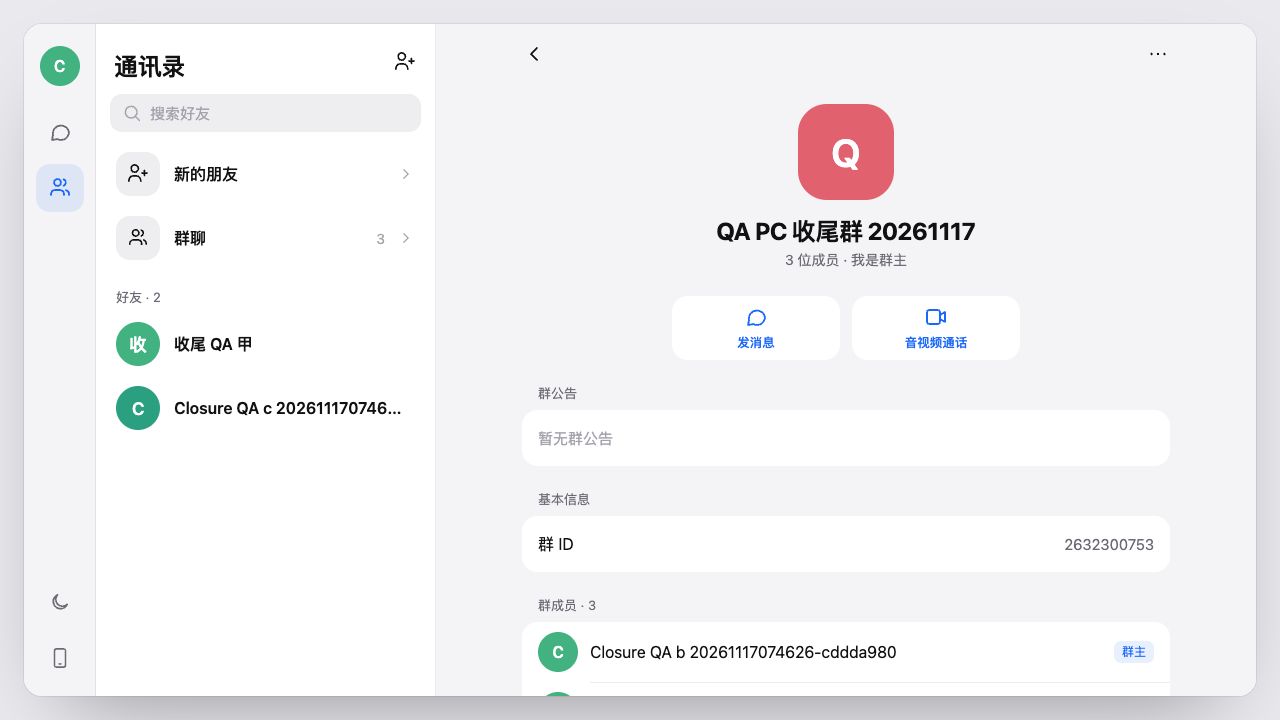 C
通讯录
搜索好友
新的朋友
群聊
3
好友 · 2
收
收尾 QA 甲
C
Closure QA c 202611170746...
Q
QA PC 收尾群 20261117
3 位成员 · 我是群主
发消息
音视频通话
群公告
暂无群公告
基本信息
群 ID
2632300753
群成员 · 3
C
Closure QA b 20261117074626-cddda980
群主